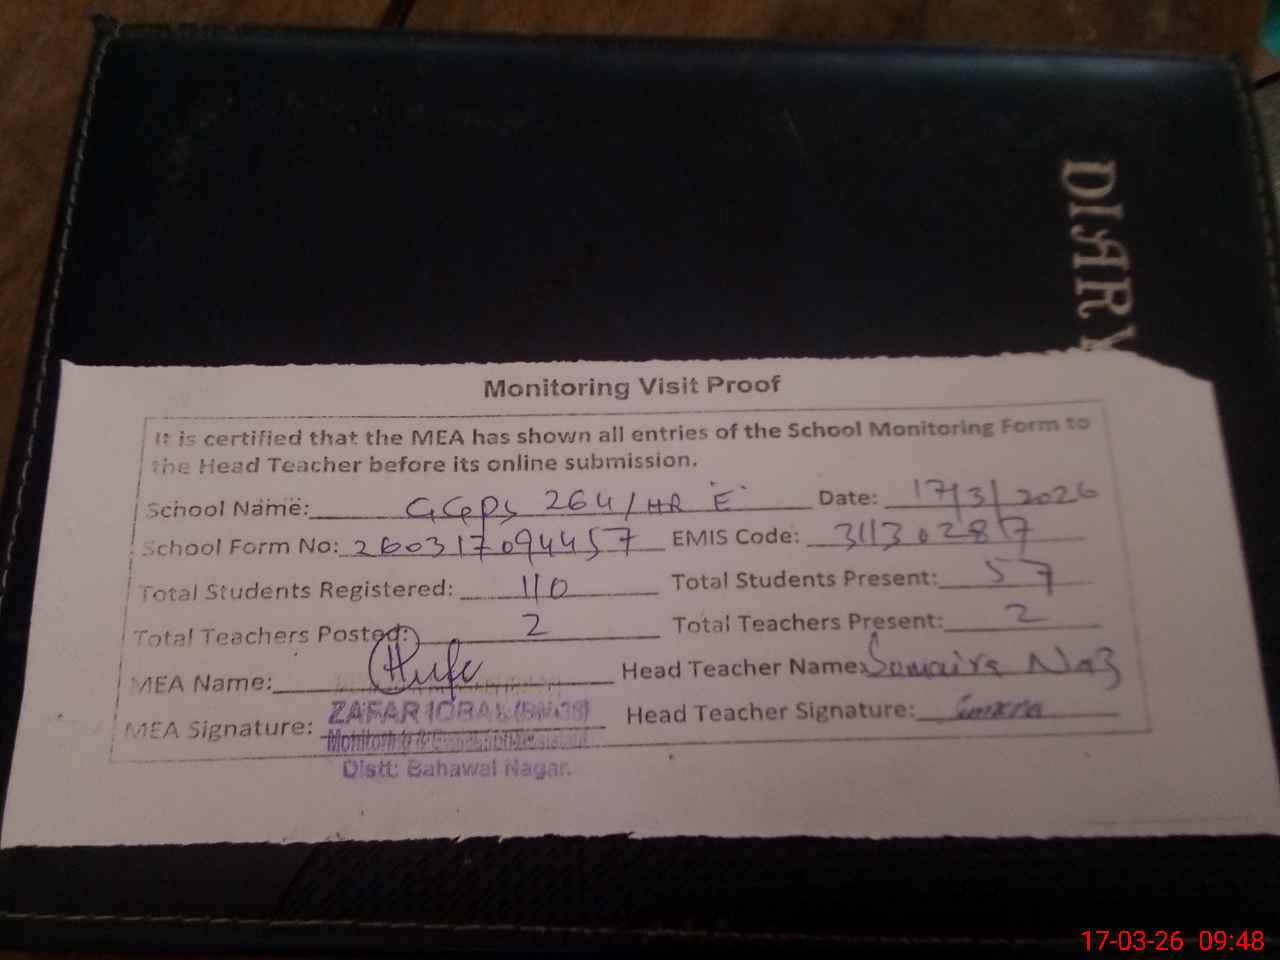 DIARY
Monitoring Visit Proof
It is certified that the MEA has shown all entries of the School Monitoring Form to
the Head Teacher before its online submission.
School Name: GGPS 264/HR "E" Date: 17/3/2026
School Form No: 260317094457 EMIS Code: 31130287
Total Students Registered: 110 Total Students Present: 57
Total Teachers Posted: 2 Total Teachers Present: 2
MEA Name: Head Teacher Name: Sumaira Naz
MEA Signature: ZAFAR IQBAL Head Teacher Signature:
Distt: Bahawal Nagar.
17-03-26 09:48